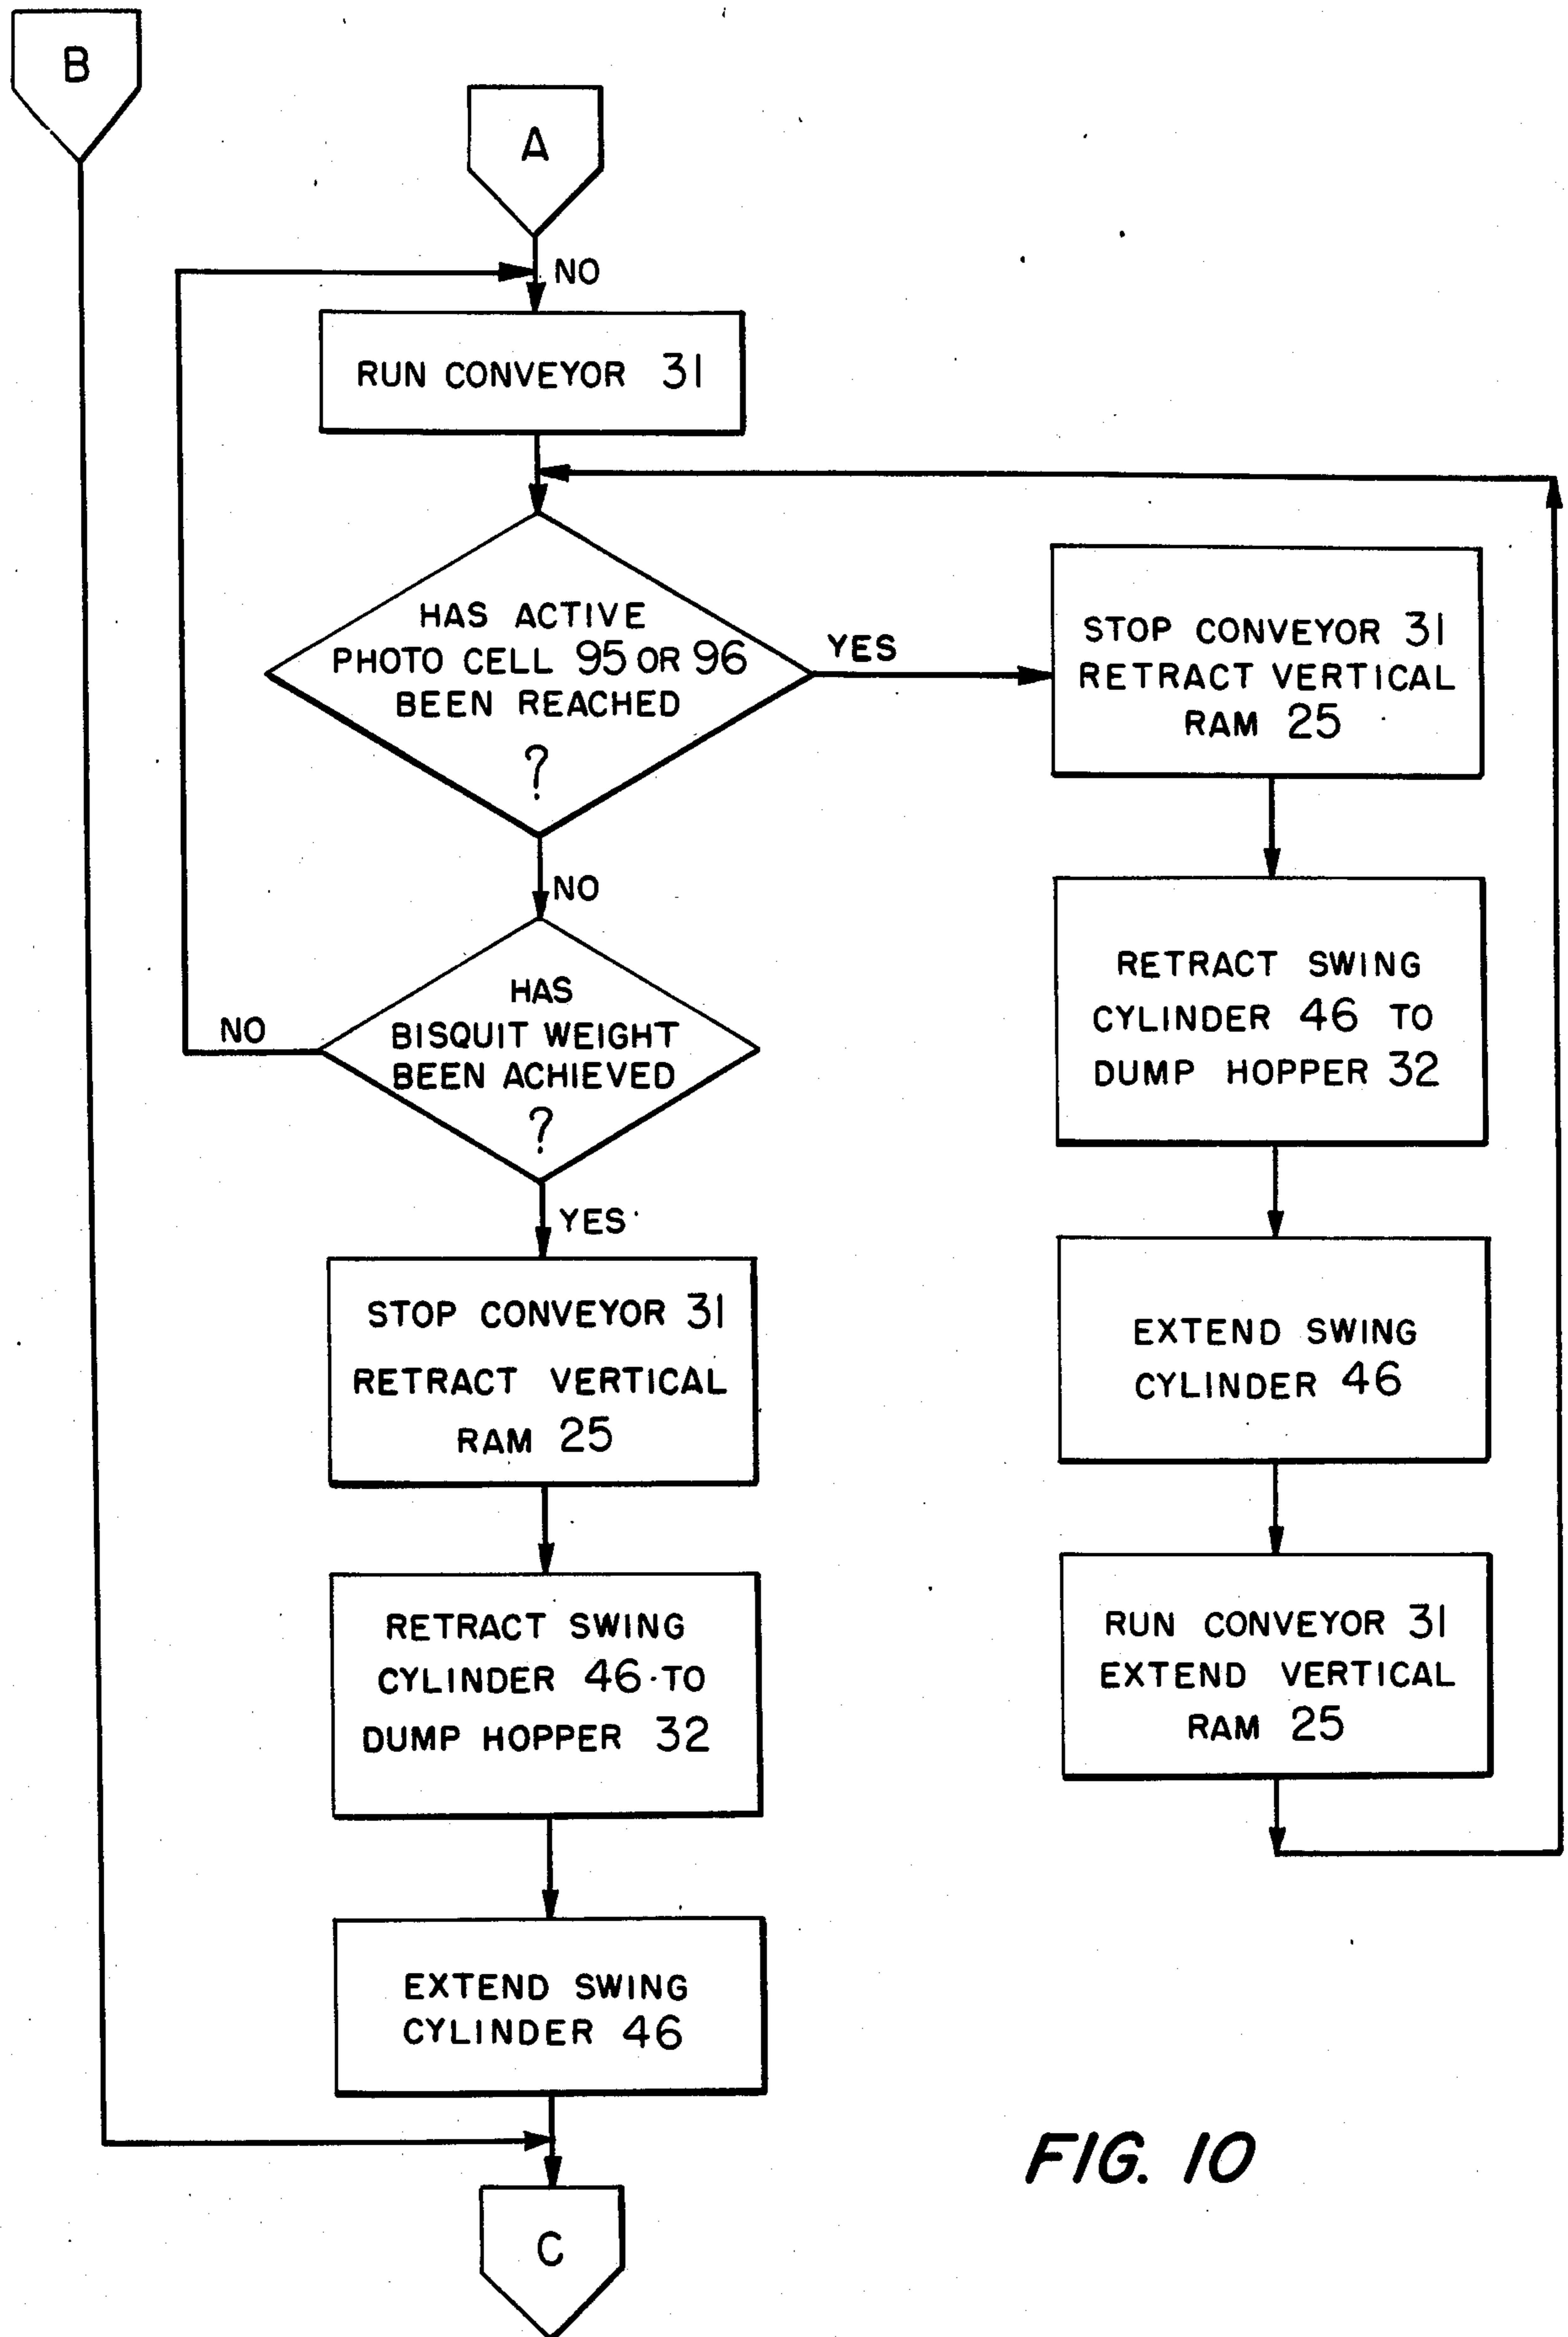 B
A
NO
RUN CONVEYOR 31
HAS ACTIVE
PHOTO CELL 95 OR 96
BEEN REACHED
?
YES
NO
HAS
BISQUIT WEIGHT
BEEN ACHIEVED
?
NO
YES
STOP CONVEYOR 31
RETRACT VERTICAL
RAM 25
RETRACT SWING
CYLINDER 46 TO
DUMP HOPPER 32
EXTEND SWING
CYLINDER 46
C
STOP CONVEYOR 31
RETRACT VERTICAL
RAM 25
RETRACT SWING
CYLINDER 46 TO
DUMP HOPPER 32
EXTEND SWING
CYLINDER 46
RUN CONVEYOR 31
EXTEND VERTICAL
RAM 25
FIG. 10